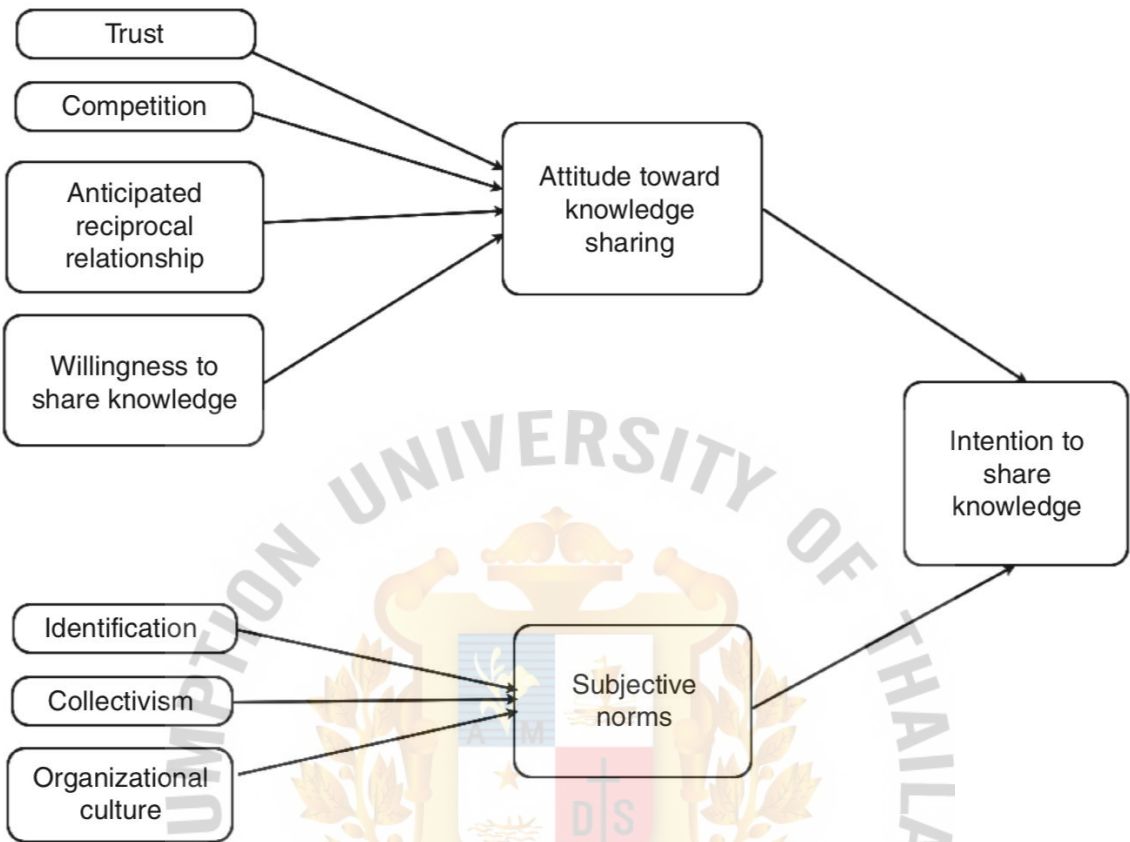 Trust
Competition
Anticipated
reciprocal
relationship
Willingness to
share knowledge
Attitude toward
knowledge
sharing
Intention to
share
knowledge
Identification
Collectivism
Organizational
culture
Subjective
norms
UMPTION UNIVERSITY OF THAILA
A M
D S